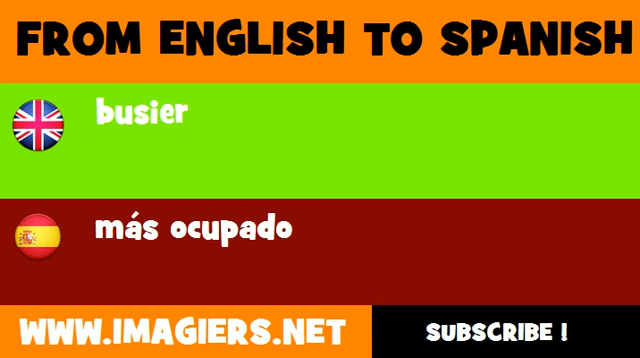 FROM ENGLISH TO SPANISH
busier
más ocupado
WWW.IMAGIERS.NET
SUBSCRIBE !